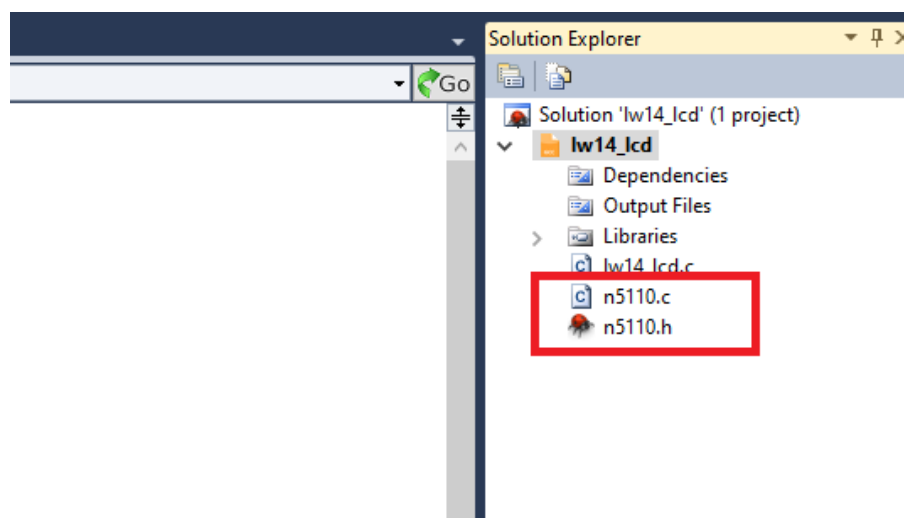 Solution Explorer
Go
Solution 'lw14_lcd' (1 project)
lw14_lcd
Dependencies
Output Files
Libraries
lw14_lcd.c
n5110.c
n5110.h